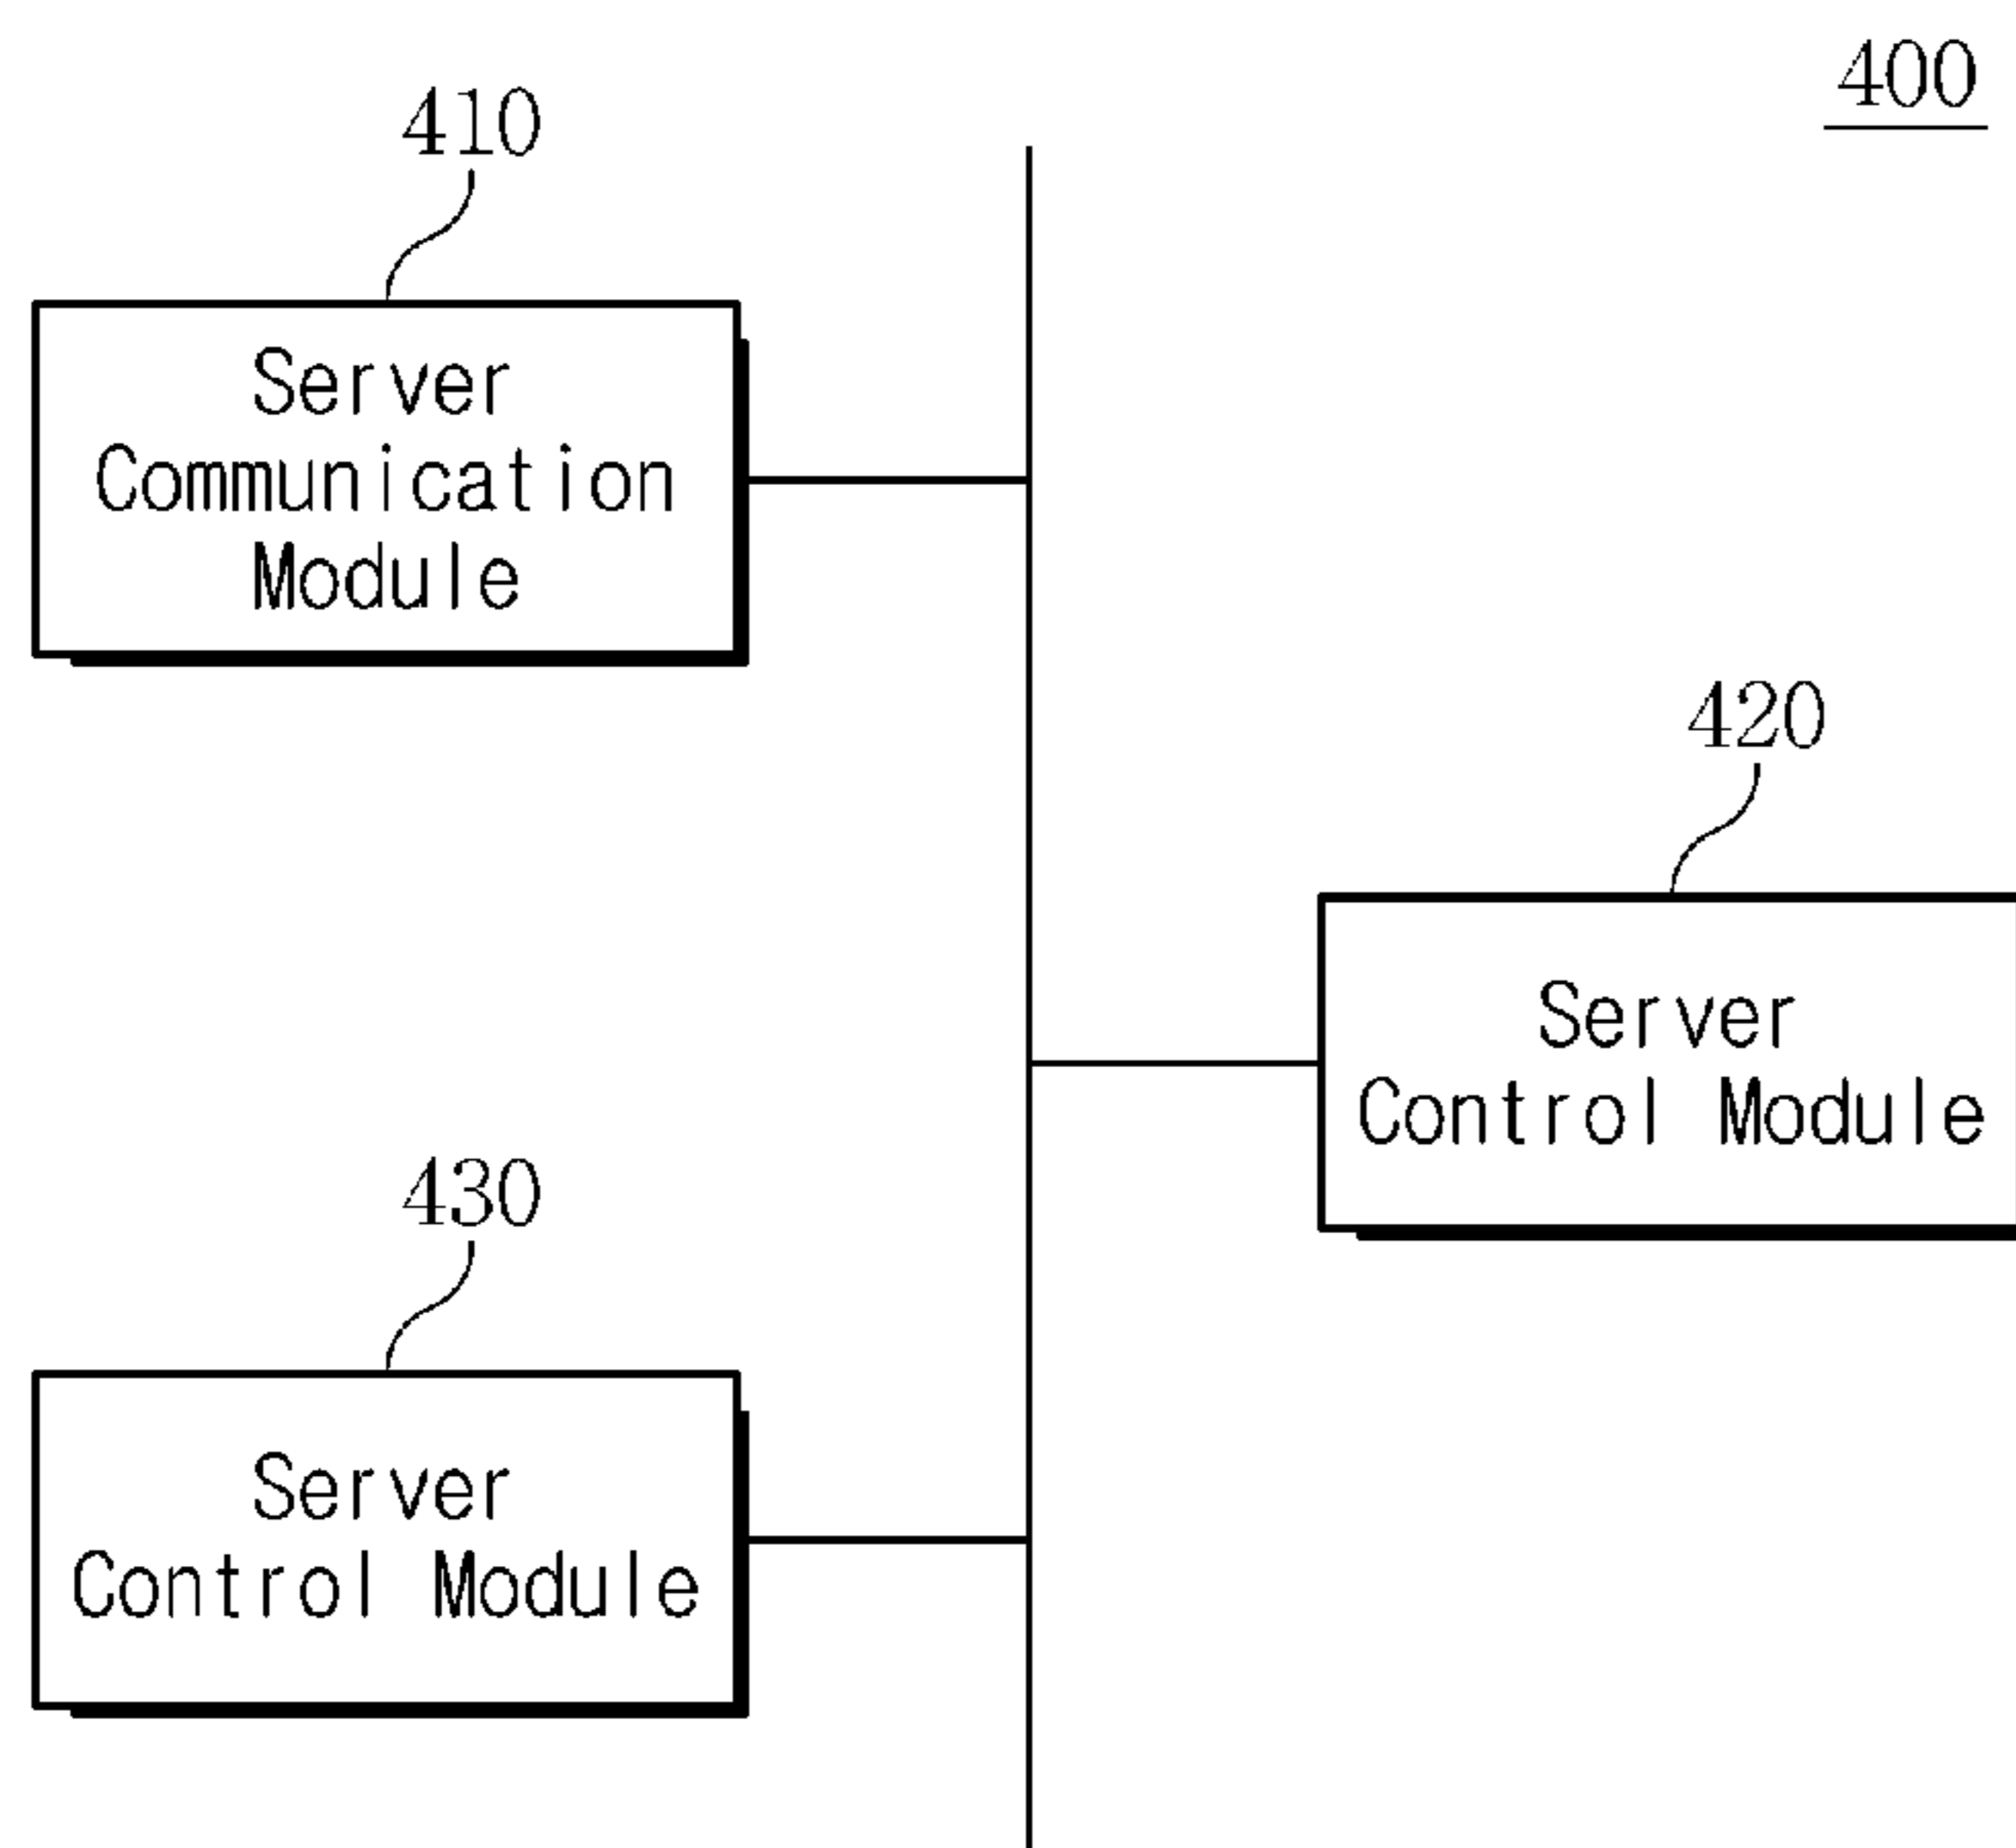 400
410
Server
Communication
Module
420
Server
Control Module
430
Server
Control Module